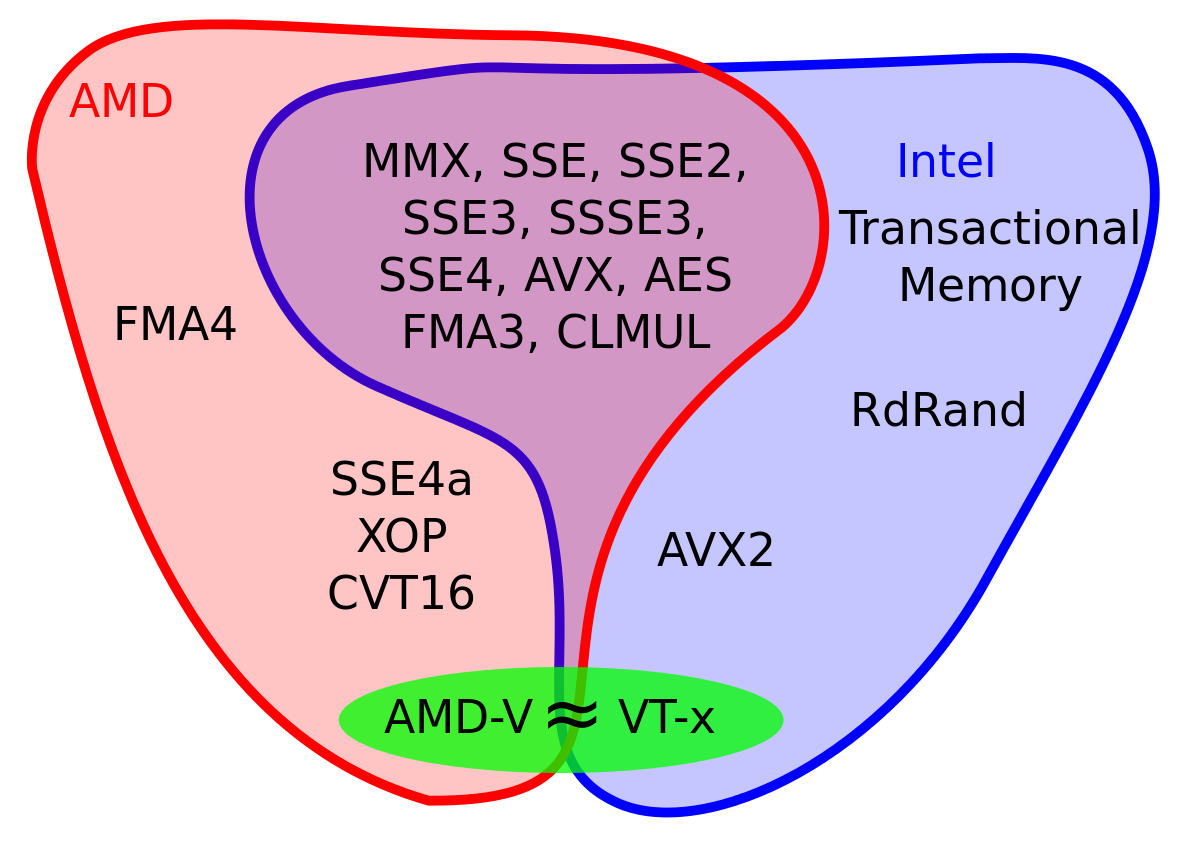 AMD
MMX, SSE, SSE2,
SSE3, SSSE3,
SSE4, AVX, AES
FMA3, CLMUL
Intel
Transactional
Memory
FMA4
RdRand
SSE4a
XOP
CVT16
AVX2
AMD-V ≈ VT-x